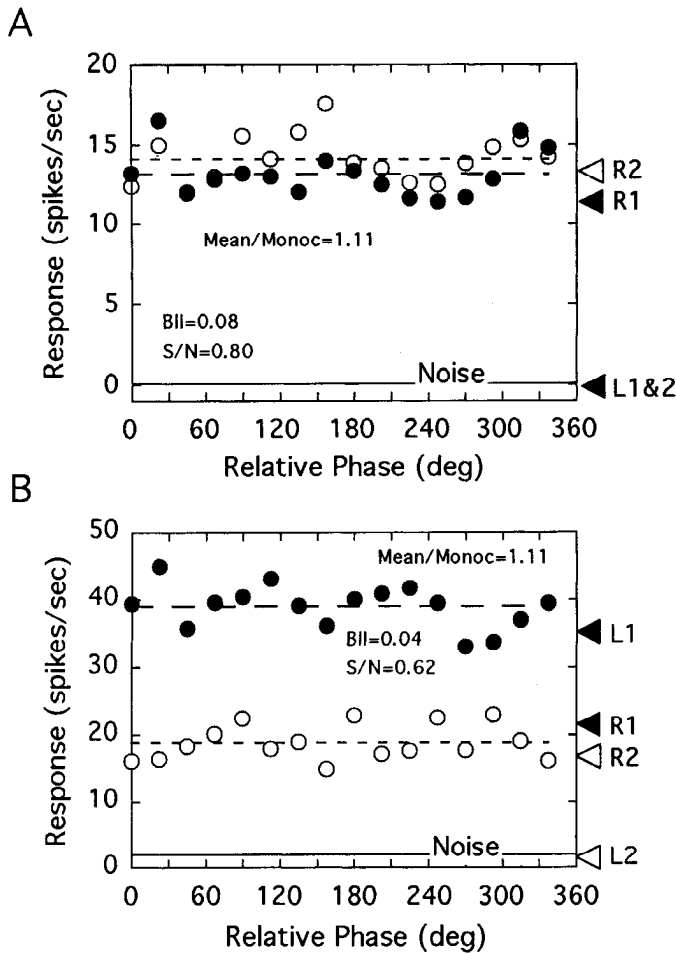 A
Response (spikes/sec)
20
15
10
5
0
Mean/Monoc=1.11
BII=0.08
S/N=0.80
Noise
R2
R1
L1&2
0 60 120 180 240 300 360
Relative Phase (deg)
B
Response (spikes/sec)
50
40
30
20
10
0
Mean/Monoc=1.11
BII=0.04
S/N=0.62
Noise
L1
R1
R2
L2
0 60 120 180 240 300 360
Relative Phase (deg)